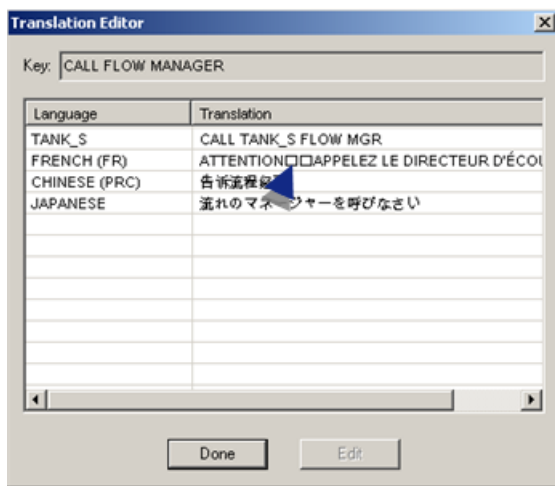 Translation Editor
Key: CALL FLOW MANAGER
Language Translation
TANK_S CALL TANK_S FLOW MGR
FRENCH (FR) ATTENTION□□APPELEZ LE DIRECTEUR D'ÉCOU
CHINESE (PRC) 告诉流程
JAPANESE 流れのマネージャーを呼びなさい
Done Edit